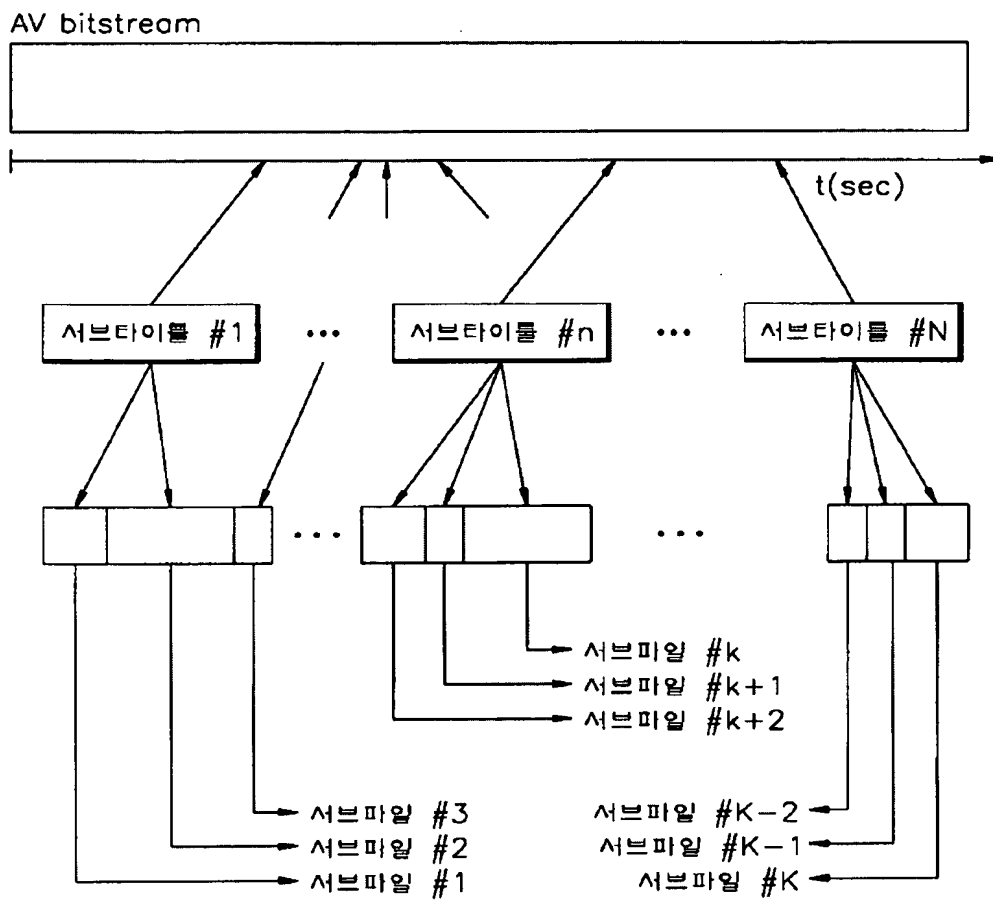 AV bitstream
t(sec)
서브타이틀 #1 ... 서브타이틀 #n ... 서브타이틀 #N
... ...
서브파일 #k
서브파일 #k+1
서브파일 #k+2
서브파일 #3
서브파일 #2
서브파일 #1
서브파일 #K-2
서브파일 #K-1
서브파일 #K